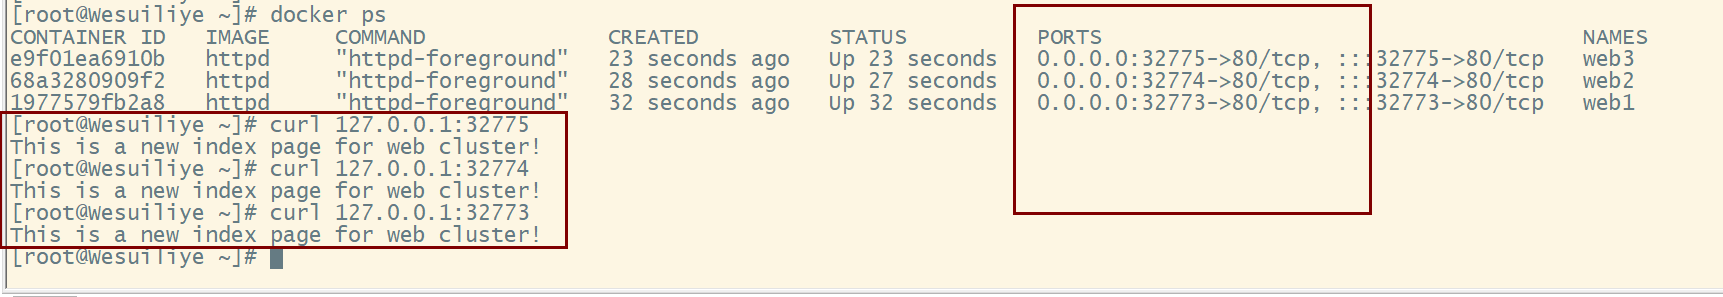 [root@Wesuiliye ~]# docker ps
CONTAINER ID   IMAGE     COMMAND              CREATED          STATUS          PORTS                                     NAMES
e9f01ea6910b   httpd     "httpd-foreground"   23 seconds ago   Up 23 seconds   0.0.0.0:32775->80/tcp, :::32775->80/tcp   web3
68a3280909f2   httpd     "httpd-foreground"   28 seconds ago   Up 27 seconds   0.0.0.0:32774->80/tcp, :::32774->80/tcp   web2
1977579fb2a8   httpd     "httpd-foreground"   32 seconds ago   Up 32 seconds   0.0.0.0:32773->80/tcp, :::32773->80/tcp   web1
[root@Wesuiliye ~]# curl 127.0.0.1:32775
This is a new index page for web cluster!
[root@Wesuiliye ~]# curl 127.0.0.1:32774
This is a new index page for web cluster!
[root@Wesuiliye ~]# curl 127.0.0.1:32773
This is a new index page for web cluster!
[root@Wesuiliye ~]#